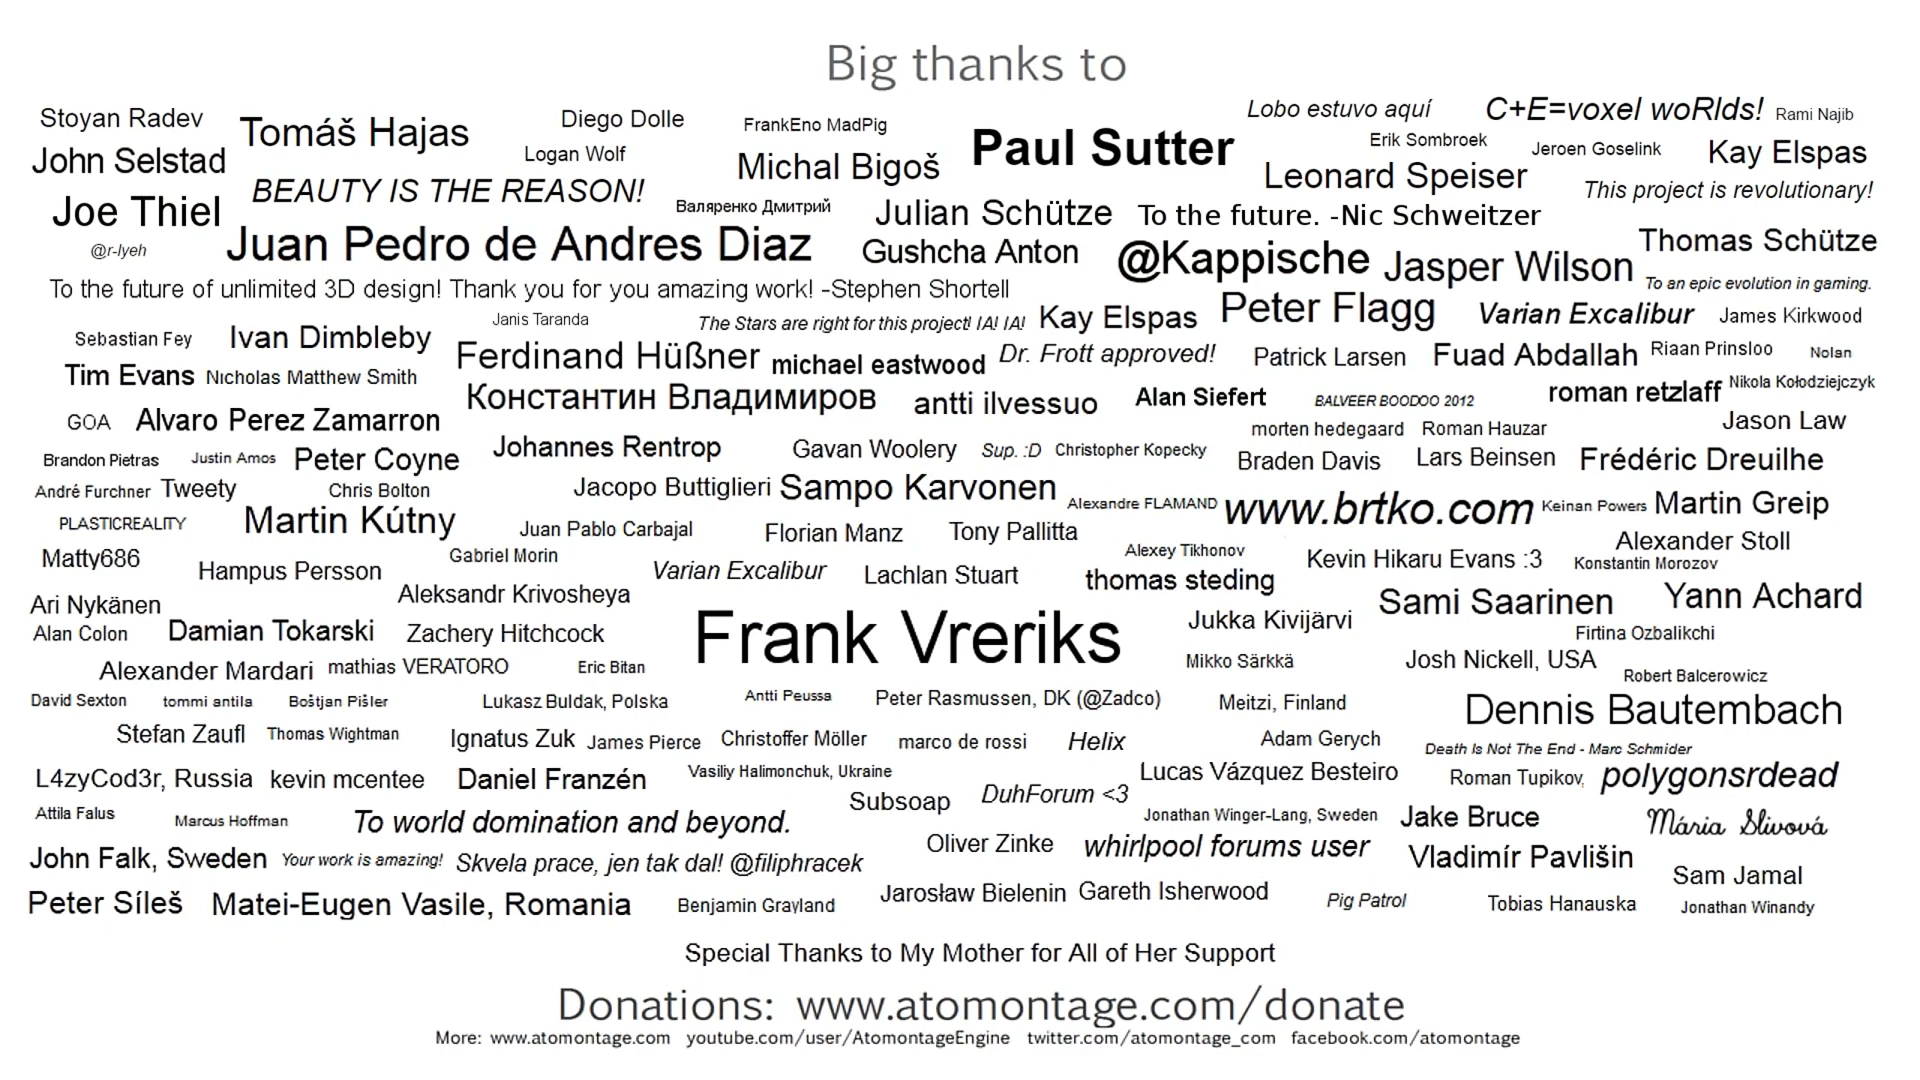 Big thanks to
Stoyan Radev Tomáš Hajas Diego Dolle FrankEno MadPig Lobo estuvo aquí C+E=voxel woRlds! Rami Najib
John Selstad Logan Wolf Michal Bigoš Paul Sutter Erik Sombroek Jeroen Goselink Kay Elspas
BEAUTY IS THE REASON! Leonard Speiser This project is revolutionary!
Joe Thiel Валяренко Дмитрий Julian Schütze To the future. -Nic Schweitzer
@r-lyeh Juan Pedro de Andres Diaz Gushcha Anton @Kappische Jasper Wilson Thomas Schütze
To the future of unlimited 3D design! Thank you for you amazing work! -Stephen Shortell To an epic evolution in gaming.
Sebastian Fey Ivan Dimbleby Janis Taranda The Stars are right for this project! IA! IA! Kay Elspas Peter Flagg Varian Excalibur James Kirkwood
Ferdinand Hüßner michael eastwood Dr. Frott approved! Patrick Larsen Fuad Abdallah Riaan Prinsloo Nolan
Tim Evans Nicholas Matthew Smith Константин Владимиров antti ilvessuo Alan Siefert BALVEER BOODOO 2012 roman retzlaff Nikola Kołodziejczyk
GOA Alvaro Perez Zamarron morten hedegaard Roman Hauzar Jason Law
Johannes Rentrop Gavan Woolery Sup. :D Christopher Kopecky
Brandon Pietras Justin Amos Peter Coyne Braden Davis Lars Beinsen Frédéric Dreuilhe
André Furchner Tweety Chris Bolton Jacopo Buttiglieri Sampo Karvonen Alexandre FLAMAND www.brtko.com Keinan Powers Martin Greip
PLASTICREALITY Martin Kútny Juan Pablo Carbajal Florian Manz Tony Pallitta Alexander Stoll
Matty686 Hampus Persson Gabriel Morin Varian Excalibur Lachlan Stuart Alexey Tikhonov Kevin Hikaru Evans :3 Konstantin Morozov
thomas steding
Ari Nykänen Aleksandr Krivosheya Sami Saarinen Yann Achard
Alan Colon Damian Tokarski Zachery Hitchcock Frank Vreriks Jukka Kivijärvi Firtina Ozbalikchi
Alexander Mardari mathias VERATORO Eric Bitan Mikko Särkkä Josh Nickell, USA Robert Balcerowicz
David Sexton tommi antila Boštjan Pišler Lukasz Buldak, Polska Antti Peussa Peter Rasmussen, DK (@Zadco) Meitzi, Finland Dennis Bautembach
Stefan Zaufl Thomas Wightman Ignatus Zuk James Pierce Christoffer Möller marco de rossi Helix Adam Gerych Death Is Not The End - Marc Schmider
L4zyCod3r, Russia kevin mcentee Daniel Franzén Vasiliy Halimonchuk, Ukraine Lucas Vázquez Besteiro Roman Tupikov, polygonsrdead
Attila Falus Marcus Hoffman To world domination and beyond. Subsoap DuhForum <3 Jonathan Winger-Lang, Sweden Jake Bruce Mária Slivová
John Falk, Sweden Your work is amazing! Skvela prace, jen tak dal! @filiphracek Oliver Zinke whirlpool forums user Vladimír Pavlišin
Sam Jamal
Peter Síleš Matei-Eugen Vasile, Romania Benjamin Grayland Jarosław Bielenin Gareth Isherwood Pig Patrol Tobias Hanauska Jonathan Winandy
Special Thanks to My Mother for All of Her Support
Donations: www.atomontage.com/donate
More: www.atomontage.com youtube.com/user/AtomontageEngine twitter.com/atomontage_com facebook.com/atomontage